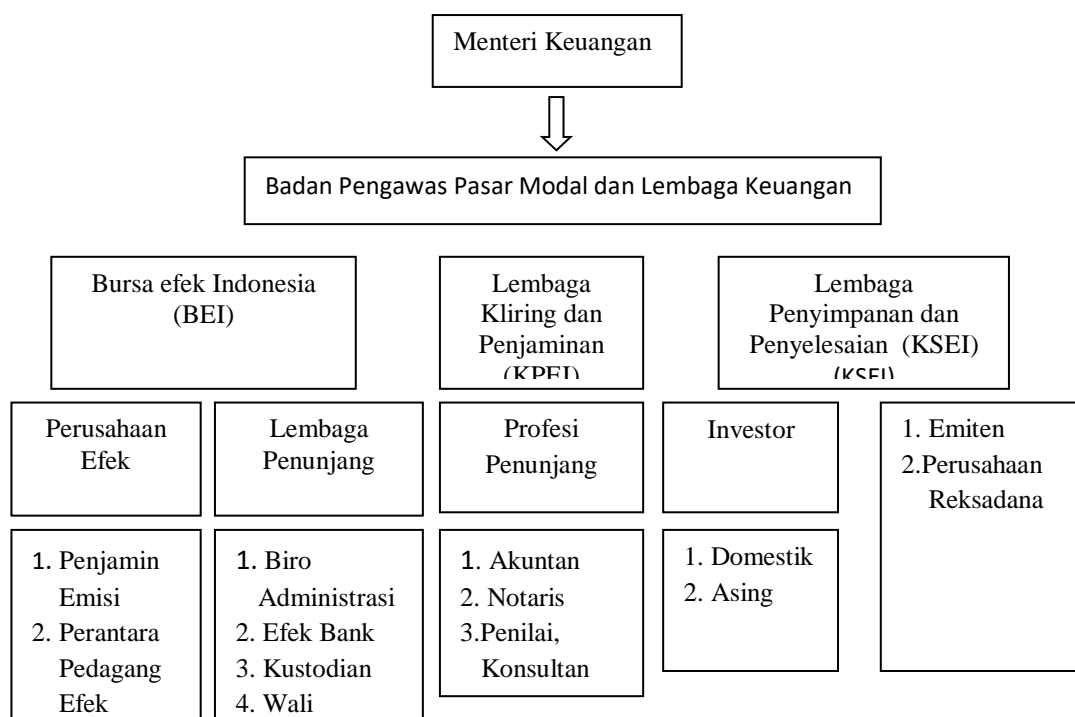 Menteri Keuangan
Badan Pengawas Pasar Modal dan Lembaga Keuangan
Bursa efek Indonesia
(BEI)
Lembaga
Kliring dan
Penjaminan
(KPEI)
Lembaga
Penyimpanan dan
Penyelesaian (KSEI)
(KSEI)
Perusahaan
Efek
Lembaga
Penunjang
Profesi
Penunjang
Investor
1. Emiten
2.Perusahaan
Reksadana
1. Penjamin
Emisi
2. Perantara
Pedagang
Efek
1. Biro
Administrasi
2. Efek Bank
3. Kustodian
4. Wali
1. Akuntan
2. Notaris
3.Penilai,
Konsultan
1. Domestik
2. Asing